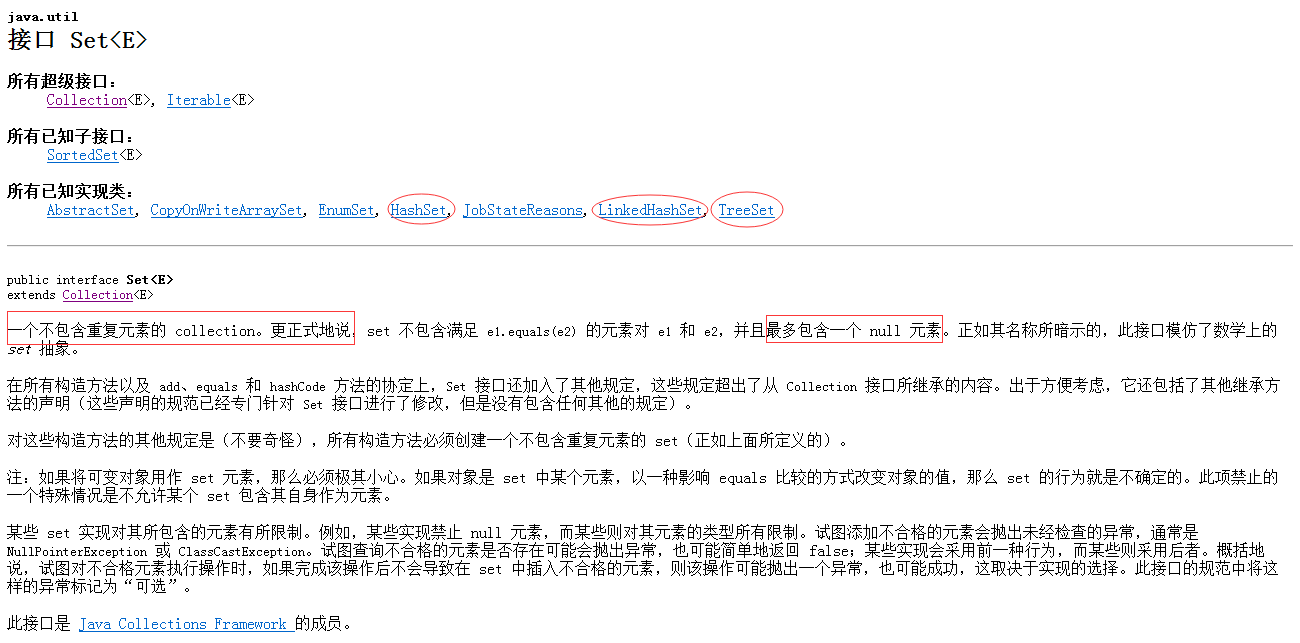 java.util
接口 Set<E>
所有超级接口：
Collection<E>, Iterable<E>
所有已知子接口：
SortedSet<E>
所有已知实现类：
AbstractSet, CopyOnWriteArraySet, EnumSet, HashSet, JobStateReasons, LinkedHashSet, TreeSet
public interface Set<E>
extends Collection<E>
一个不包含重复元素的 collection。更正式地说，set 不包含满足 e1.equals(e2) 的元素对 e1 和 e2，并且最多包含一个 null 元素。正如其名称所暗示的，此接口模仿了数学上的
set 抽象。
在所有构造方法以及 add、equals 和 hashCode 方法的协定上，Set 接口还加入了其他规定，这些规定超出了从 Collection 接口所继承的内容。出于方便考虑，它还包括了其他继承方
法的声明（这些声明的规范已经专门针对 Set 接口进行了修改，但是没有包含任何其他的规定）。
对这些构造方法的其他规定是（不要奇怪），所有构造方法必须创建一个不包含重复元素的 set（正如上面所定义的）。
注：如果将可变对象用作 set 元素，那么必须极其小心。如果对象是 set 中某个元素，以一种影响 equals 比较的方式改变对象的值，那么 set 的行为就是不确定的。此项禁止的
一个特殊情况是不允许某个 set 包含其自身作为元素。
某些 set 实现对其所包含的元素有所限制。例如，某些实现禁止 null 元素，而某些则对其元素的类型所有限制。试图添加不合格的元素会抛出未经检查的异常，通常是
NullPointerException 或 ClassCastException。试图查询不合格的元素是否存在可能会抛出异常，也可能简单地返回 false；某些实现会采用前一种行为，而某些则采用后者。概括地
说，试图对不合格元素执行操作时，如果完成该操作后不会导致在 set 中插入不合格的元素，则该操作可能抛出一个异常，也可能成功，这取决于实现的选择。此接口的规范中将这
样的异常标记为“可选”。
此接口是 Java Collections Framework 的成员。